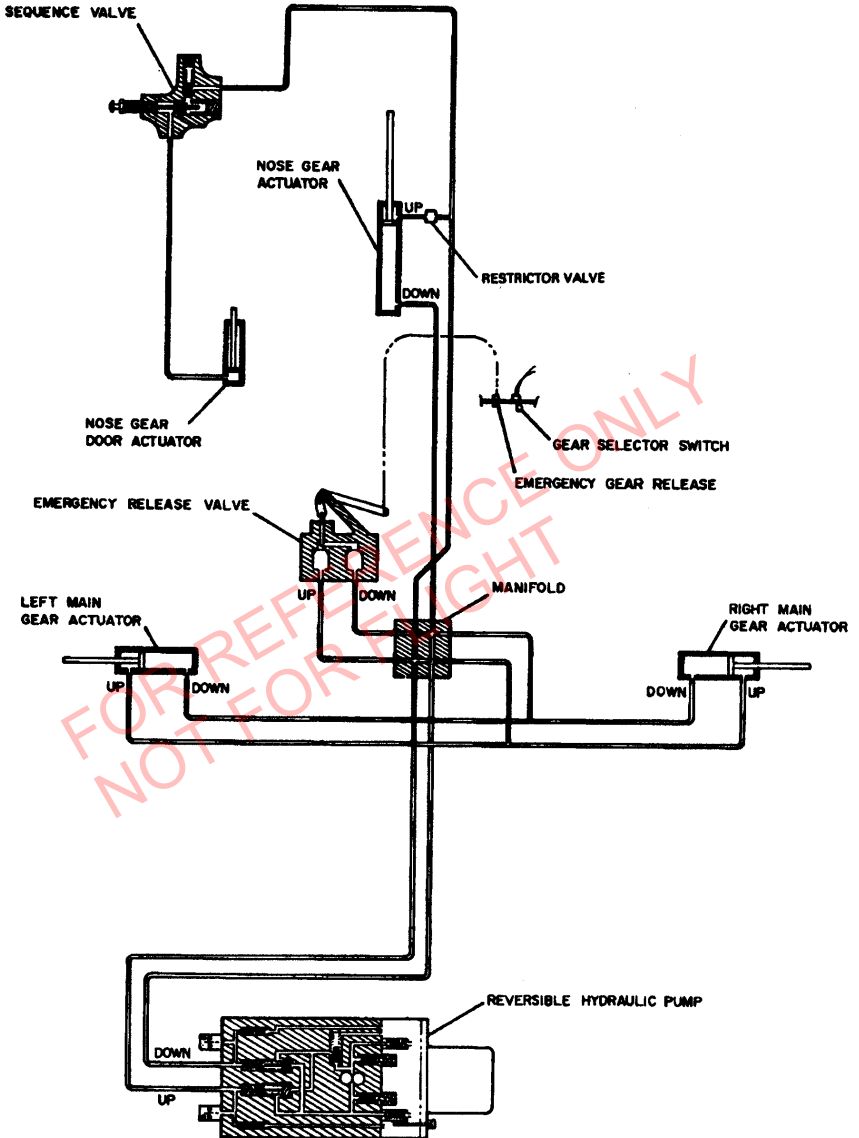 SEQUENCE VALVE
NOSE GEAR
ACTUATOR
UP
RESTRICTOR VALVE
DOWN
NOSE GEAR
DOOR ACTUATOR
GEAR SELECTOR SWITCH
EMERGENCY GEAR RELEASE
EMERGENCY RELEASE VALVE
UP
DOWN
MANIFOLD
LEFT MAIN
GEAR ACTUATOR
RIGHT MAIN
GEAR ACTUATOR
UP
DOWN
DOWN
UP
FOR REFERENCE ONLY
NOT FOR FLIGHT
REVERSIBLE HYDRAULIC PUMP
DOWN
UP